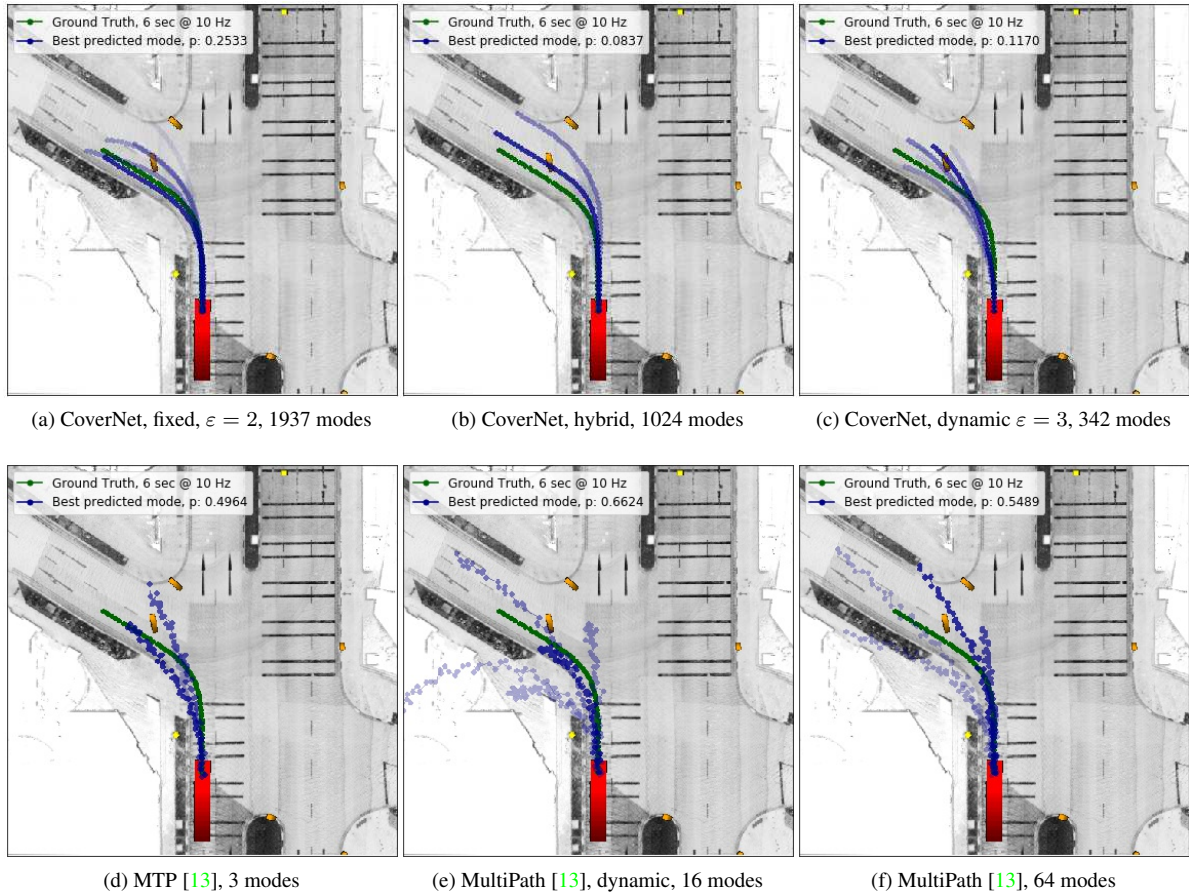 Ground Truth, 6 sec @ 10 Hz
Best predicted mode, p: 0.2533
Ground Truth, 6 sec @ 10 Hz
Best predicted mode, p: 0.0837
Ground Truth, 6 sec @ 10 Hz
Best predicted mode, p: 0.1170
(a) CoverNet, fixed, ε = 2, 1937 modes
(b) CoverNet, hybrid, 1024 modes
(c) CoverNet, dynamic ε = 3, 342 modes
Ground Truth, 6 sec @ 10 Hz
Best predicted mode, p: 0.4964
Ground Truth, 6 sec @ 10 Hz
Best predicted mode, p: 0.6624
Ground Truth, 6 sec @ 10 Hz
Best predicted mode, p: 0.5489
(d) MTP [13], 3 modes
(e) MultiPath [13], dynamic, 16 modes
(f) MultiPath [13], 64 modes